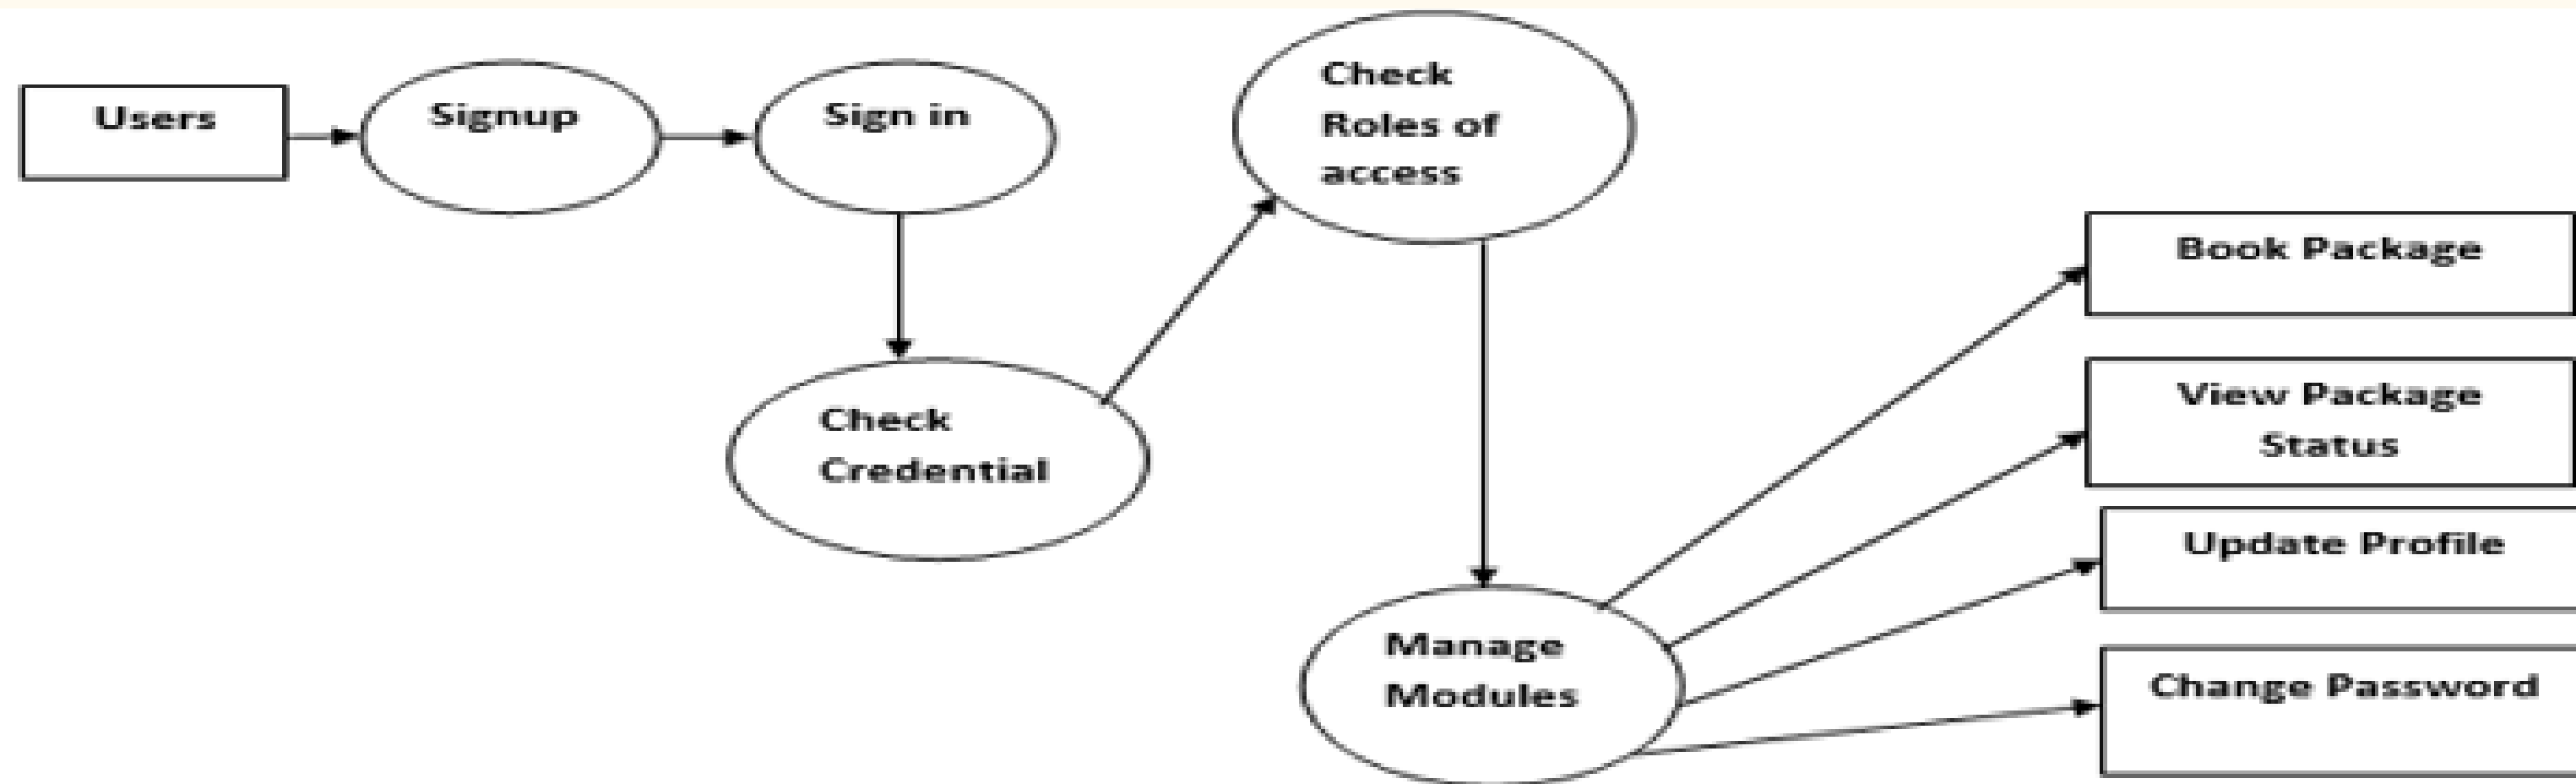 Users
Signup
Sign in
Check
Credential
Check
Roles of
access
Manage
Modules
Book Package
View Package
Status
Update Profile
Change Password